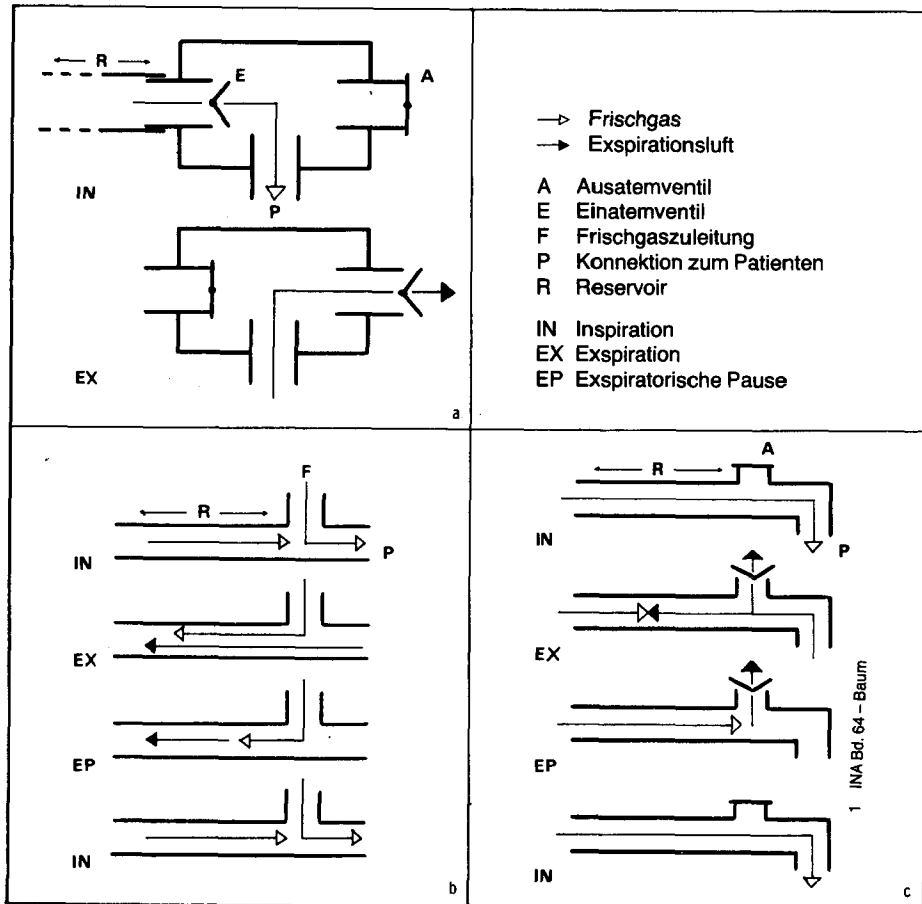 R
E
A
IN
P
EX
a
Frischgas
Exspirationsluft
A Ausatemventil
E Einatemventil
F Frischgaszuleitung
P Konnektion zum Patienten
R Reservoir
IN Inspiration
EX Exspiration
EP Exspiratorische Pause
F
R
IN
P
EX
EP
IN
b
A
R
IN
P
EX
EP
IN
c
1 INA Bd. 64 – Baum